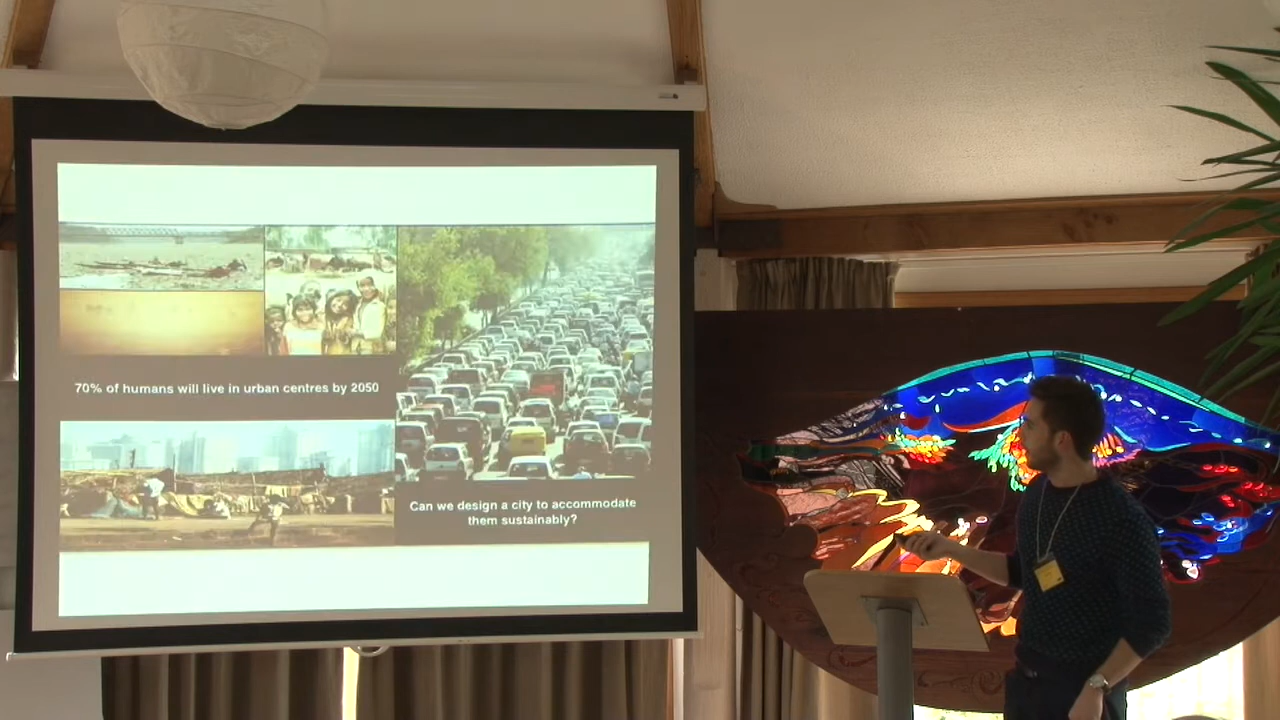 70% of humans will live in urban centres by 2050
Can we design a city to accommodate
them sustainably?